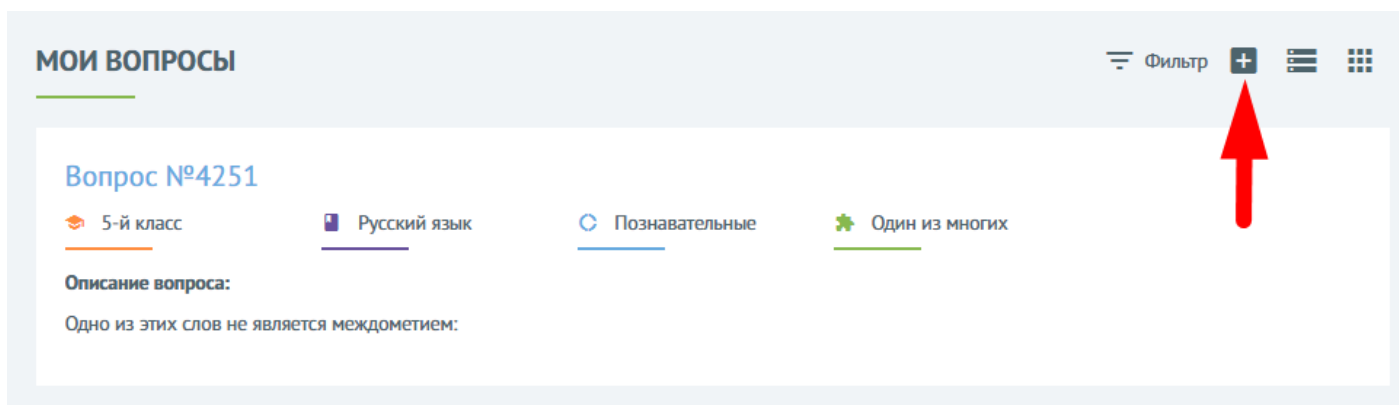 МОИ ВОПРОСЫ
Фильтр
Вопрос №4251
5-й класс
Русский язык
Познавательные
Один из многих
Описание вопроса:
Одно из этих слов не является междометием: